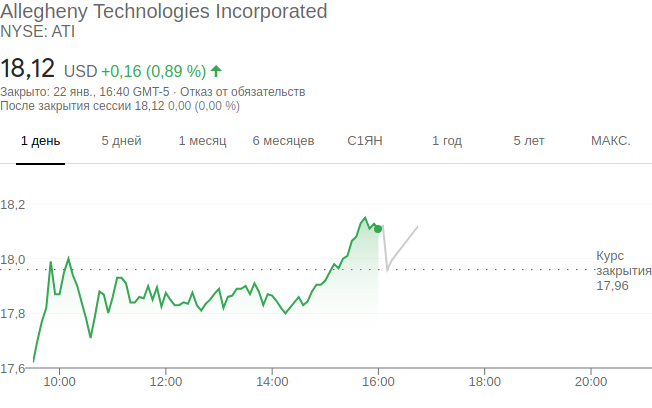 Allegheny Technologies Incorporated
NYSE: ATI
18,12 USD +0,16 (0,89 %)
Закрыто: 22 янв., 16:40 GMT-5 · Отказ от обязательств
После закрытия сессии 18,12 0,00 (0,00 %)
1 день 5 дней 1 месяц 6 месяцев С1ЯН 1 год 5 лет МАКС.
18,2
18,0
17,8
17,6
Курс
закрытия
17,96
10:00 12:00 14:00 16:00 18:00 20:00